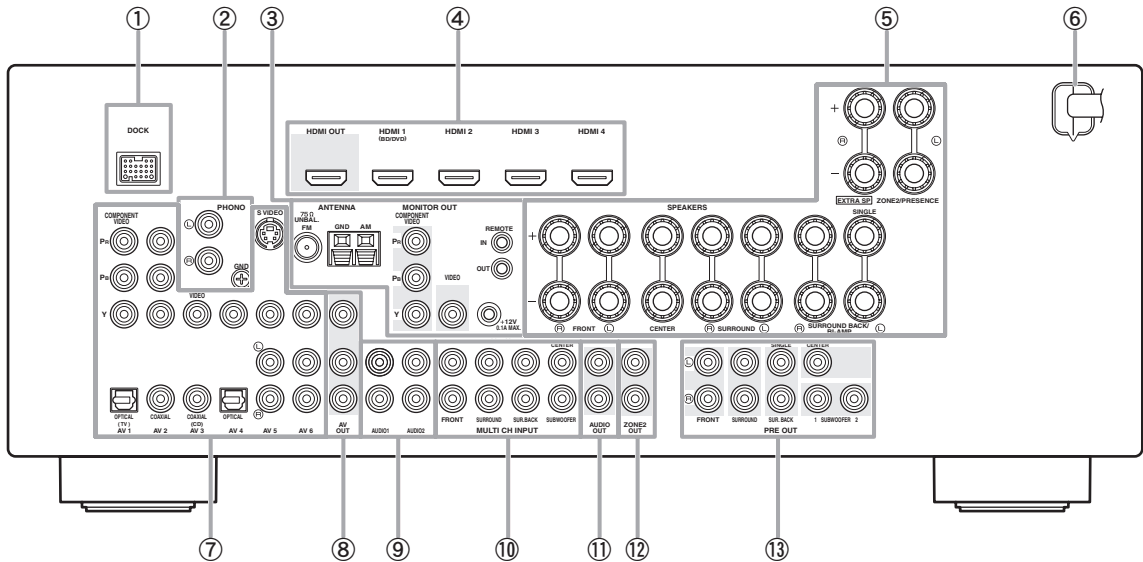 ① ② ③ ④ ⑤ ⑥
DOCK
HDMI OUT HDMI 1 HDMI 2 HDMI 3 HDMI 4
(BD/DVD)
+
Ⓡ Ⓛ
–
EXTRA SP ZONE2/PRESENCE
PHONO
Ⓛ
Ⓡ
GND
COMPONENT
VIDEO
PR
PB
Y
S VIDEO
VIDEO
ANTENNA
75 Ω
UNBAL.
FM
GND AM
MONITOR OUT
COMPONENT
VIDEO
PR
PB
Y
VIDEO
REMOTE
IN
OUT
+12V
0.1A MAX.
SPEAKERS
SINGLE
+
–
Ⓡ FRONT Ⓛ CENTER Ⓡ SURROUND Ⓛ Ⓡ SURROUND BACK/ Ⓛ
BI-AMP
Ⓛ
Ⓡ
OPTICAL COAXIAL COAXIAL OPTICAL
(TV) (CD)
AV 1 AV 2 AV 3 AV 4 AV 5 AV 6
AV
OUT
AUDIO1 AUDIO2
CENTER
FRONT SURROUND SUR.BACK SUBWOOFER
MULTI CH INPUT
AUDIO
OUT
ZONE2
OUT
SINGLE CENTER
Ⓛ
Ⓡ
FRONT SURROUND SUR. BACK 1 SUBWOOFER 2
PRE OUT
⑦ ⑧ ⑨ ⑩ ⑪ ⑫ ⑬